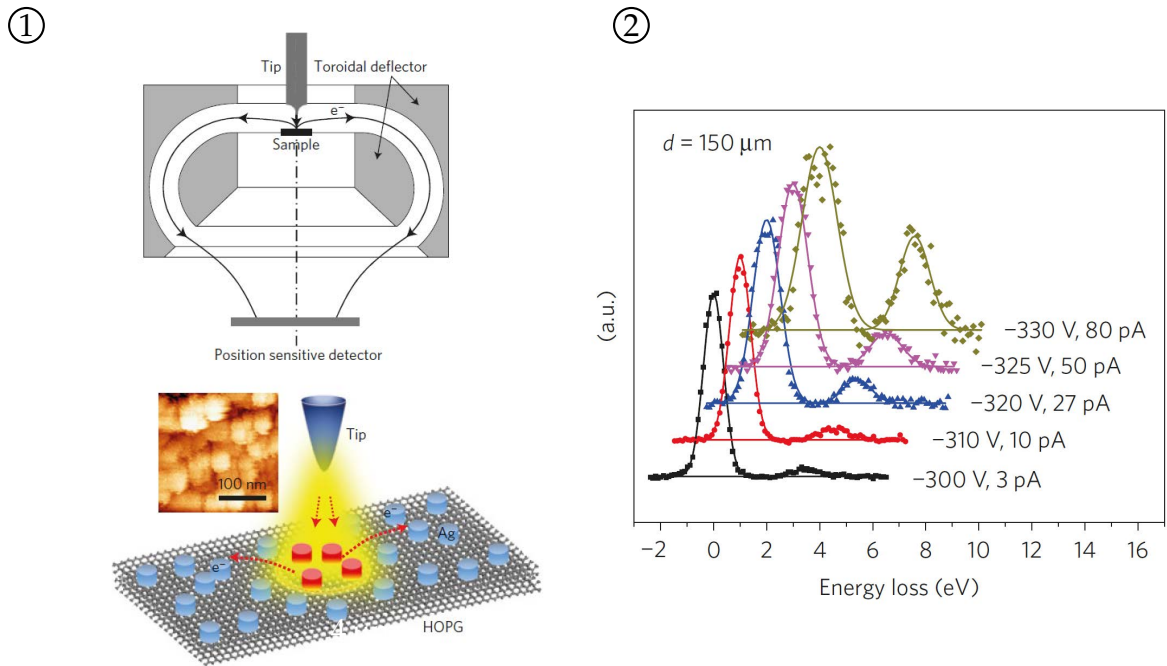 ①
②
Tip
Toroidal deflector
e⁻
Sample
Position sensitive detector
Tip
100 nm
e⁻
Ag
e⁻
HOPG
d = 150 μm
(a.u.)
−330 V, 80 pA
−325 V, 50 pA
−320 V, 27 pA
−310 V, 10 pA
−300 V, 3 pA
−2 0 2 4 6 8 10 12 14 16
Energy loss (eV)